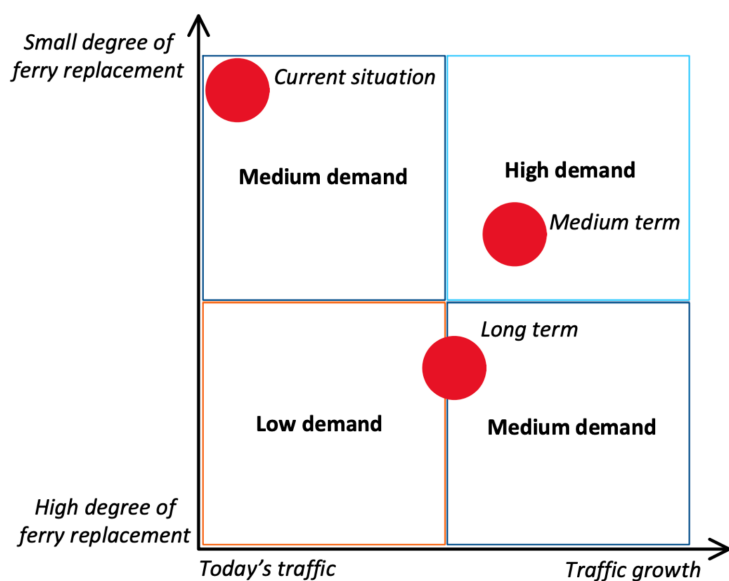 Small degree of
ferry replacement
Current situation
Medium demand
High demand
Medium term
Long term
Low demand
Medium demand
High degree of
ferry replacement
Today’s traffic
Traffic growth